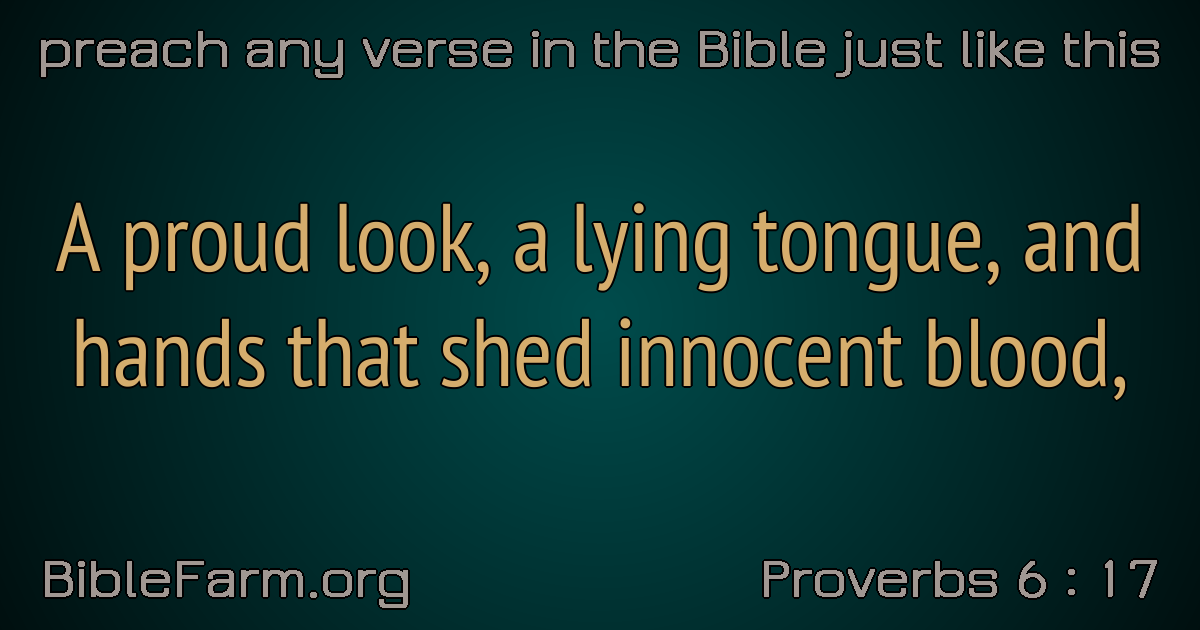 preach any verse in the Bible just like this
A proud look, a lying tongue, and
hands that shed innocent blood,
BibleFarm.org
Proverbs 6 : 17